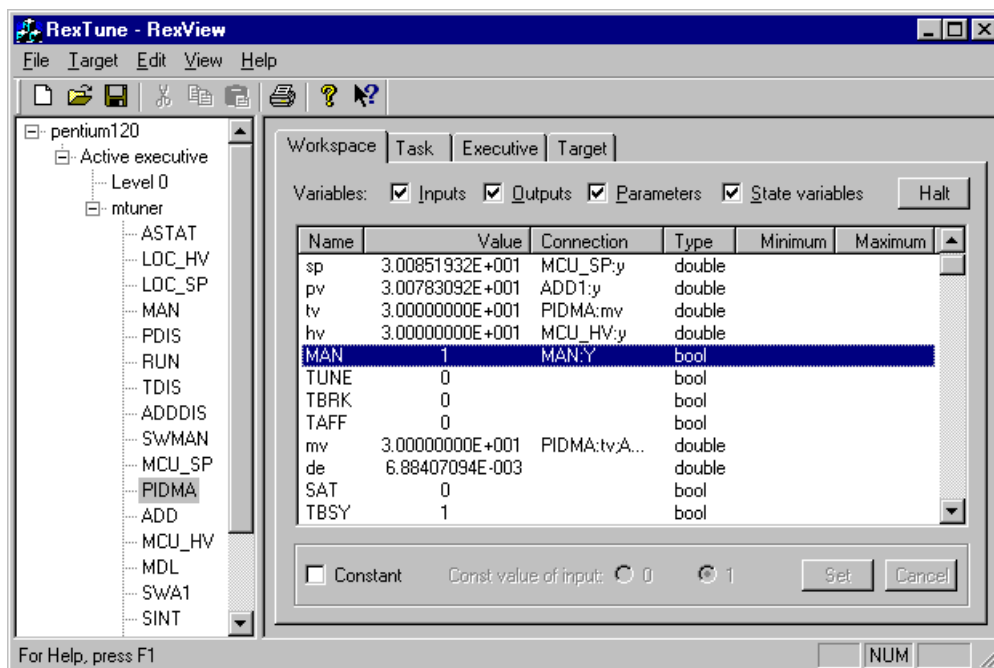 RexTune - RexView
File Target Edit View Help
pentium120
Active executive
Level 0
mtuner
ASTAT
LOC_HV
LOC_SP
MAN
PDIS
RUN
TDIS
ADDDIS
SWMAN
MCU_SP
PIDMA
ADD
MCU_HV
MDL
SWA1
SINT
Workspace Task Executive Target
Variables: Inputs Outputs Parameters State variables Halt
Name Value Connection Type Minimum Maximum
sp 3.00851932E+001 MCU_SP:y double
pv 3.00783092E+001 ADD1:y double
tv 3.00000000E+001 PIDMA:mv double
hv 3.00000000E+001 MCU_HV:y double
MAN 1 MAN:Y bool
TUNE 0 bool
TBRK 0 bool
TAFF 0 bool
mv 3.00000000E+001 PIDMA:tv;A... double
de 6.88407094E-003 double
SAT 0 bool
TBSY 1 bool
Constant Const value of input: 0 1 Set Cancel
For Help, press F1 NUM